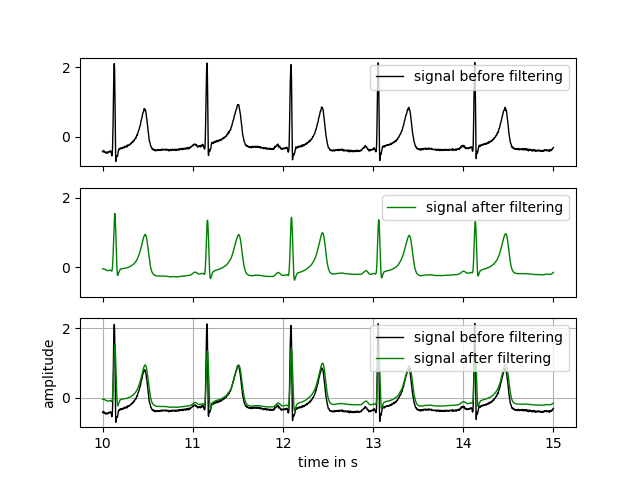 2
0
signal before filtering
2
0
signal after filtering
amplitude
2
0
signal before filtering
signal after filtering
10 11 12 13 14 15
time in s